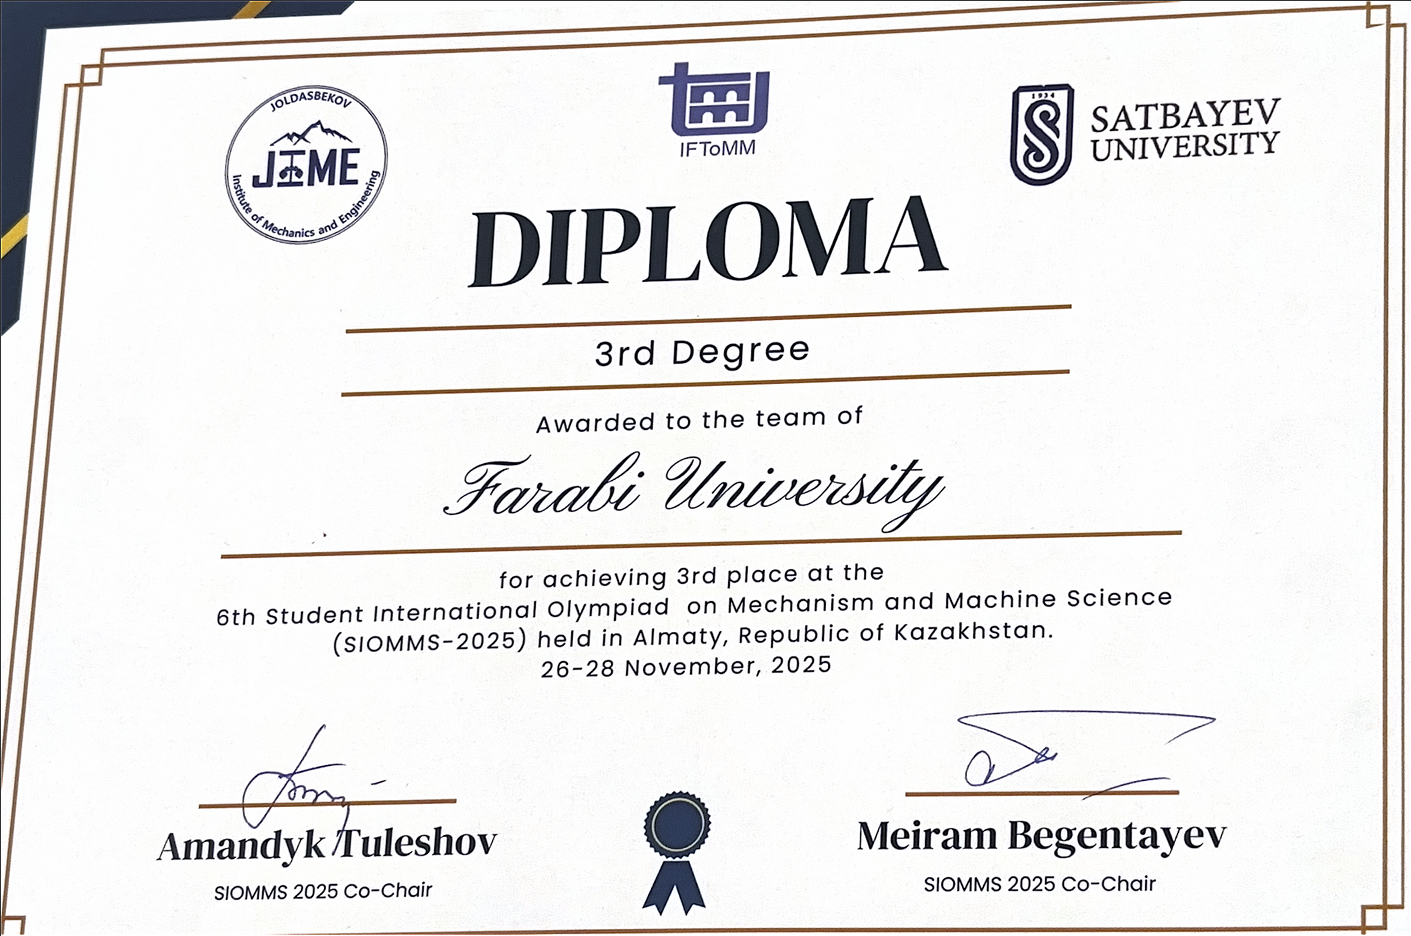 JOLDASBEKOV
JIME
Institute of Mechanics and Engineering
IFToMM
1934
SATBAYEV
UNIVERSITY
DIPLOMA
3rd Degree
Awarded to the team of
Farabi University
for achieving 3rd place at the
6th Student International Olympiad on Mechanism and Machine Science
(SIOMMS-2025) held in Almaty, Republic of Kazakhstan.
26-28 November, 2025
Amandyk Tuleshov
SIOMMS 2025 Co-Chair
Meiram Begentayev
SIOMMS 2025 Co-Chair